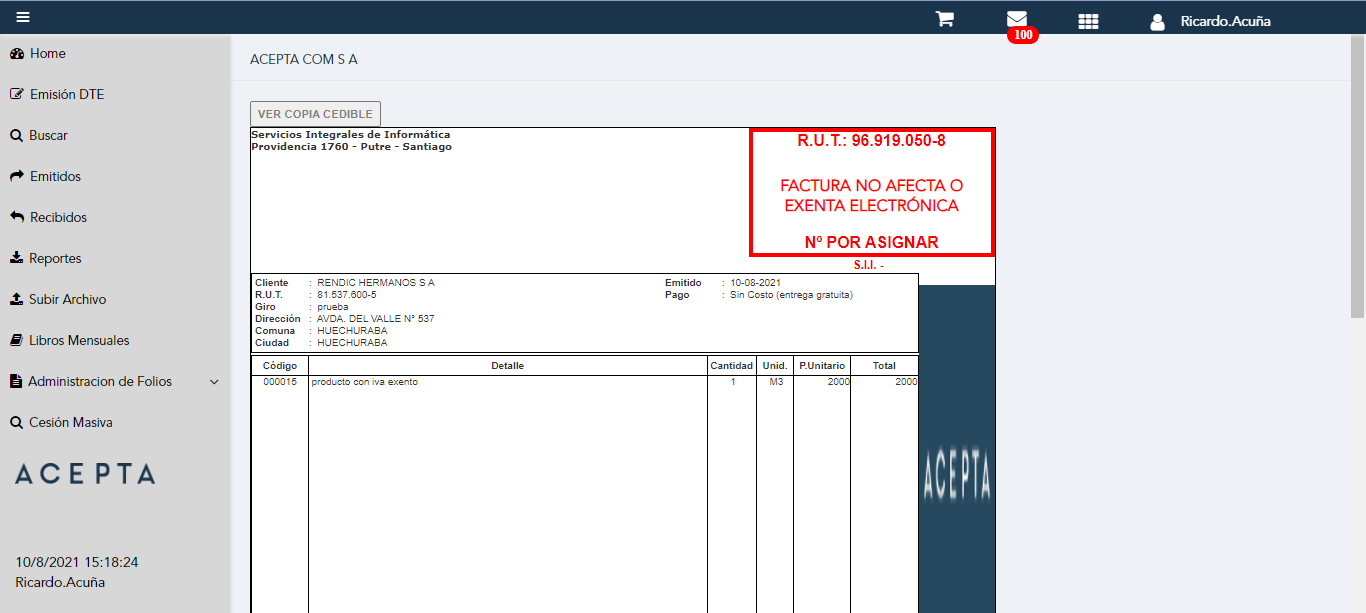 Ricardo.Acuña
100
Home
Emisión DTE
Buscar
Emitidos
Recibidos
Reportes
Subir Archivo
Libros Mensuales
Administracion de Folios
Cesión Masiva
ACEPTA
10/8/2021 15:18:24
Ricardo.Acuña
ACEPTA COM S A
VER COPIA CEDIBLE
Servicios Integrales de Informática
Providencia 1760 - Putre - Santiago
R.U.T.: 96.919.050-8
FACTURA NO AFECTA O
EXENTA ELECTRÓNICA
Nº POR ASIGNAR
S.I.I. -
Cliente : RENDIC HERMANOS S A Emitido : 10-08-2021
R.U.T. : 81.537.600-5 Pago : Sin Costo (entrega gratuita)
Giro : prueba
Dirección : AVDA. DEL VALLE N° 537
Comuna : HUECHURABA
Ciudad : HUECHURABA
Código Detalle Cantidad Unid. P.Unitario Total
000015 producto con iva exento 1 M3 2000 2000
ACEPTA